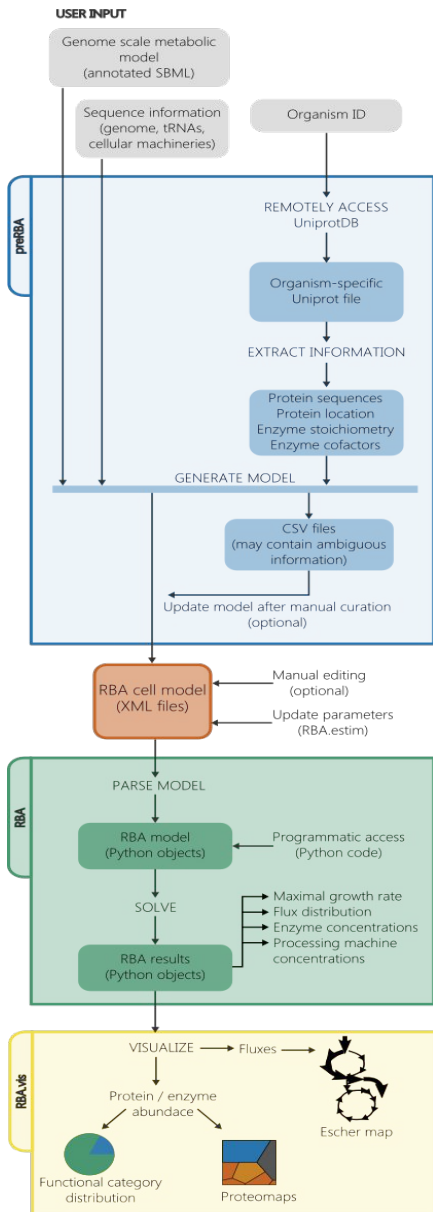 USER INPUT
Genome scale metabolic
model
(annotated SBML)
Sequence information
(genome, tRNAs,
cellular machineries)
Organism ID
preRBA
REMOTELY ACCESS
UniprotDB
Organism-specific
Uniprot file
EXTRACT INFORMATION
Protein sequences
Protein location
Enzyme stoichiometry
Enzyme cofactors
GENERATE MODEL
CSV files
(may contain ambiguous
information)
Update model after manual curation
(optional)
RBA cell model
(XML files)
Manual editing
(optional)
Update parameters
(RBA.estim)
RBA
PARSE MODEL
RBA model
(Python objects)
Programmatic access
(Python code)
SOLVE
RBA results
(Python objects)
Maximal growth rate
Flux distribution
Enzyme concentrations
Processing machine
concentrations
RBA.vis
VISUALIZE
Fluxes
Escher map
Protein / enzyme
abundace
Functional category
distribution
Proteomaps